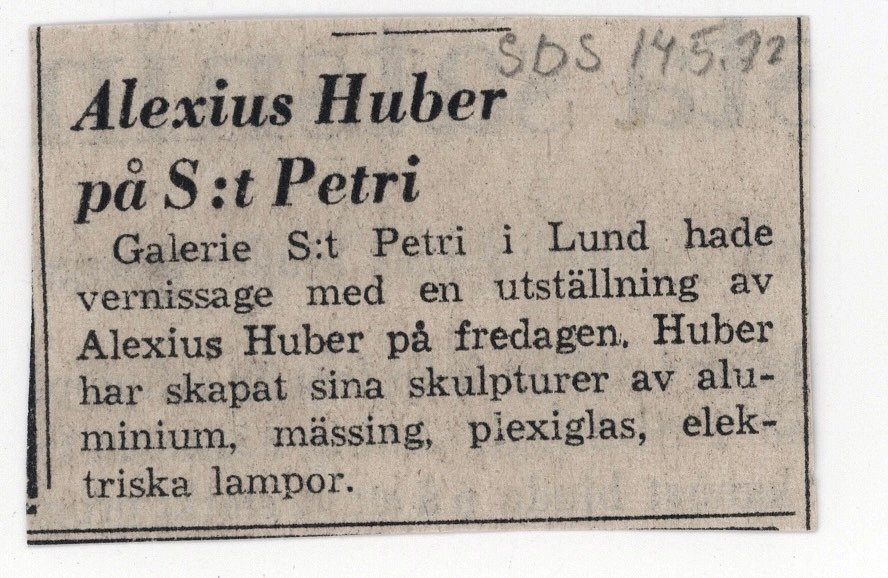 SDS 14 5.72
Alexius Huber
på S:t Petri
Galerie S:t Petri i Lund hade
vernissage med en utställning av
Alexius Huber på fredagen. Huber
har skapat sina skulpturer av alu-
minium, mässing, plexiglas, elek-
triska lampor.